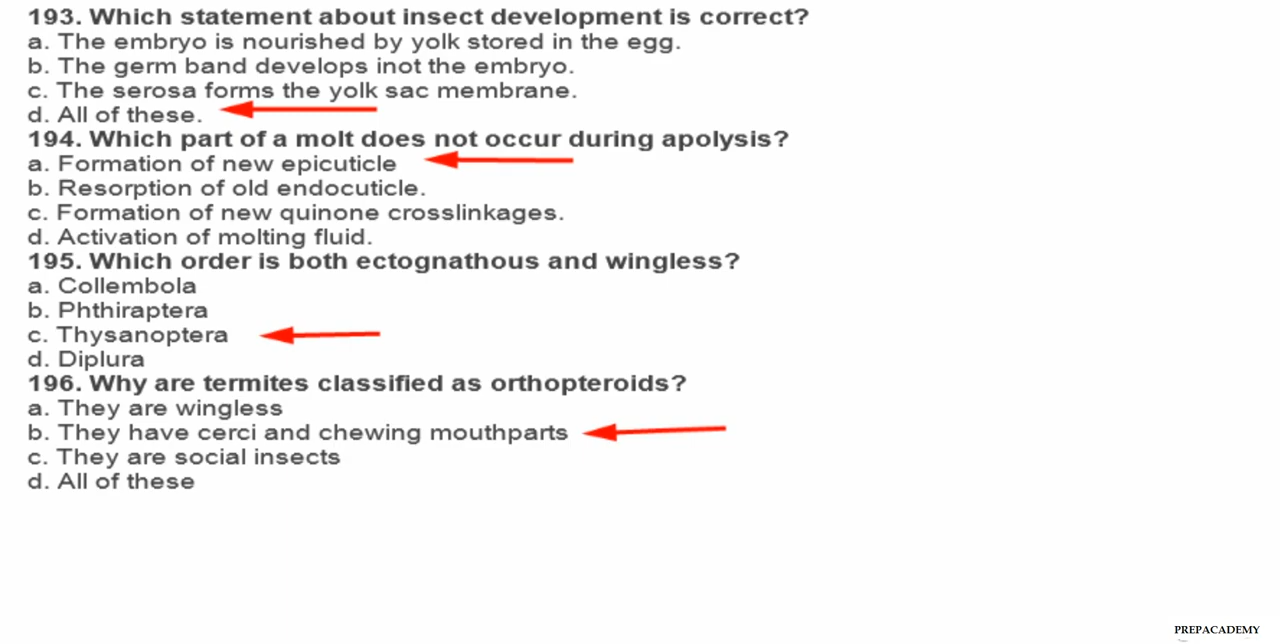 193. Which statement about insect development is correct?
a. The embryo is nourished by yolk stored in the egg.
b. The germ band develops inot the embryo.
c. The serosa forms the yolk sac membrane.
d. All of these.
194. Which part of a molt does not occur during apolysis?
a. Formation of new epicuticle
b. Resorption of old endocuticle.
c. Formation of new quinone crosslinkages.
d. Activation of molting fluid.
195. Which order is both ectognathous and wingless?
a. Collembola
b. Phthiraptera
c. Thysanoptera
d. Diplura
196. Why are termites classified as orthopteroids?
a. They are wingless
b. They have cerci and chewing mouthparts
c. They are social insects
d. All of these
PREPACADEMY